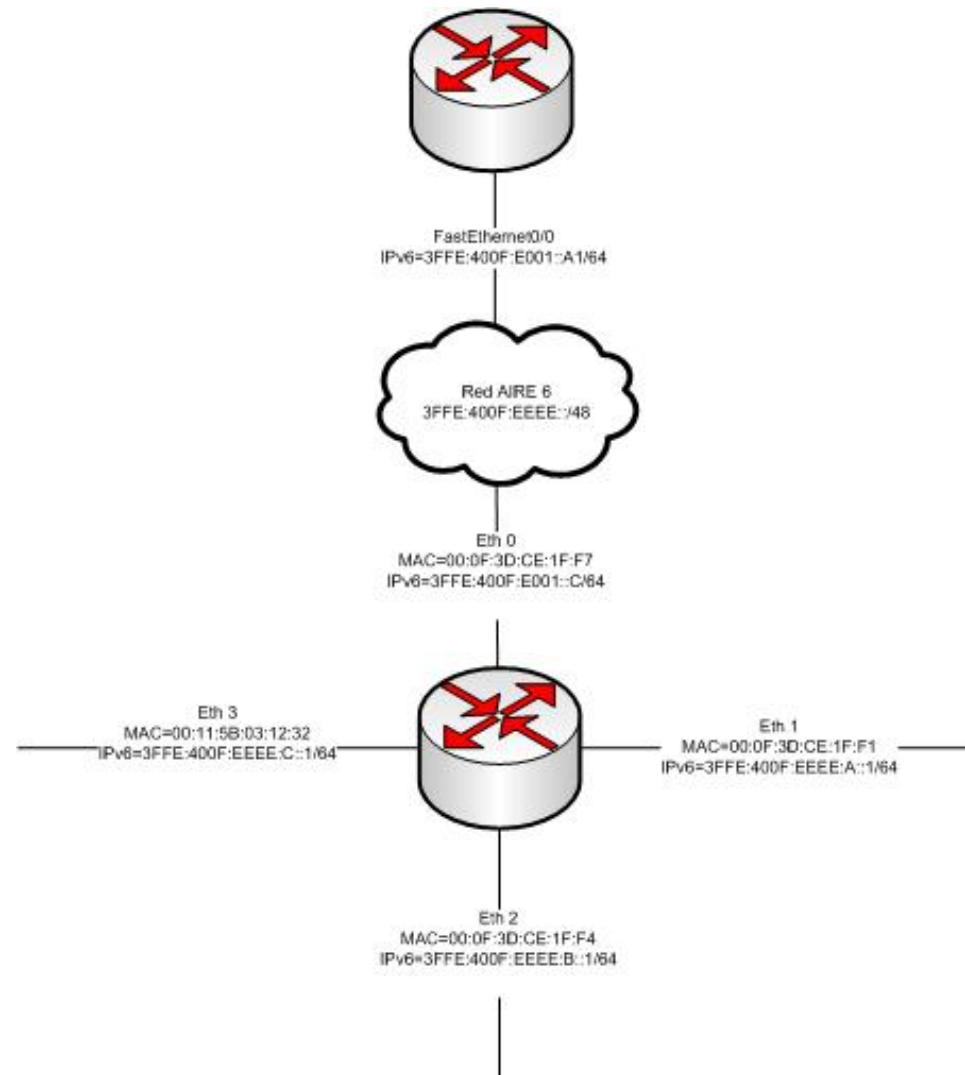 FastEthernet0/0
IPv6=3FFE:400F:E001::A1/64
Red AIRE 6
3FFE:400F:EEEE::/48
Eth 0
MAC=00:0F:3D:CE:1F:F7
IPv6=3FFE:400F:E001::C/64
Eth 3
MAC=00:11:5B:03:12:32
IPv6=3FFE:400F:EEEE:C::1/64
Eth 1
MAC=00:0F:3D:CE:1F:F1
IPv6=3FFE:400F:EEEE:A::1/64
Eth 2
MAC=00:0F:3D:CE:1F:F4
IPv6=3FFE:400F:EEEE:B::1/64